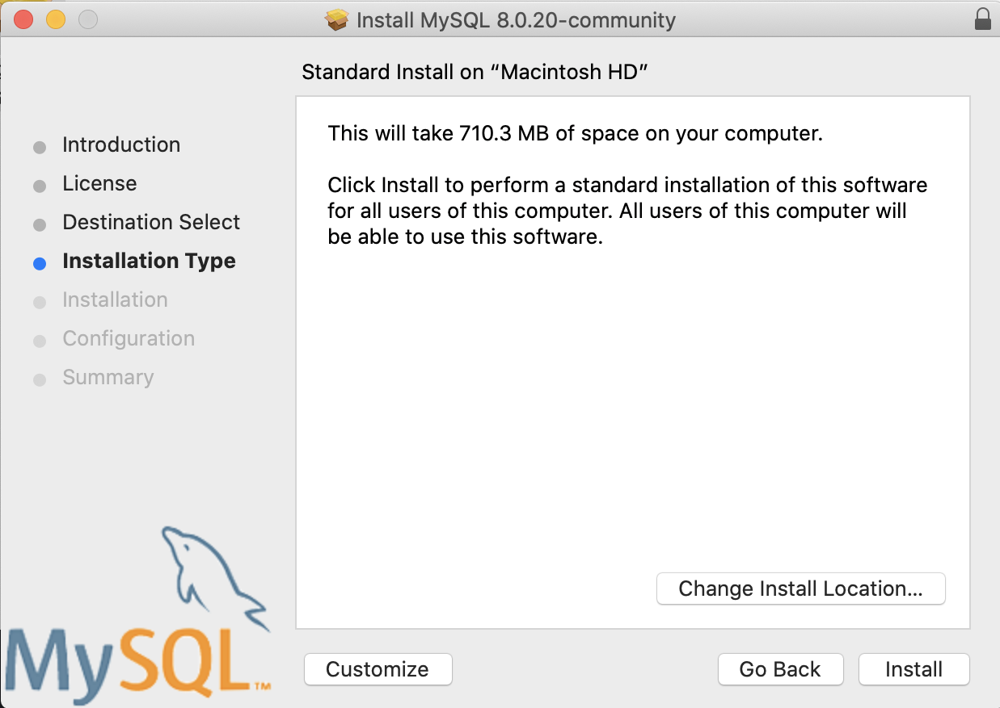 Install MySQL 8.0.20-community
Standard Install on “Macintosh HD”
Introduction
License
Destination Select
Installation Type
Installation
Configuration
Summary
This will take 710.3 MB of space on your computer.
Click Install to perform a standard installation of this software
for all users of this computer. All users of this computer will
be able to use this software.
Change Install Location...
MySQL™
Customize
Go Back
Install